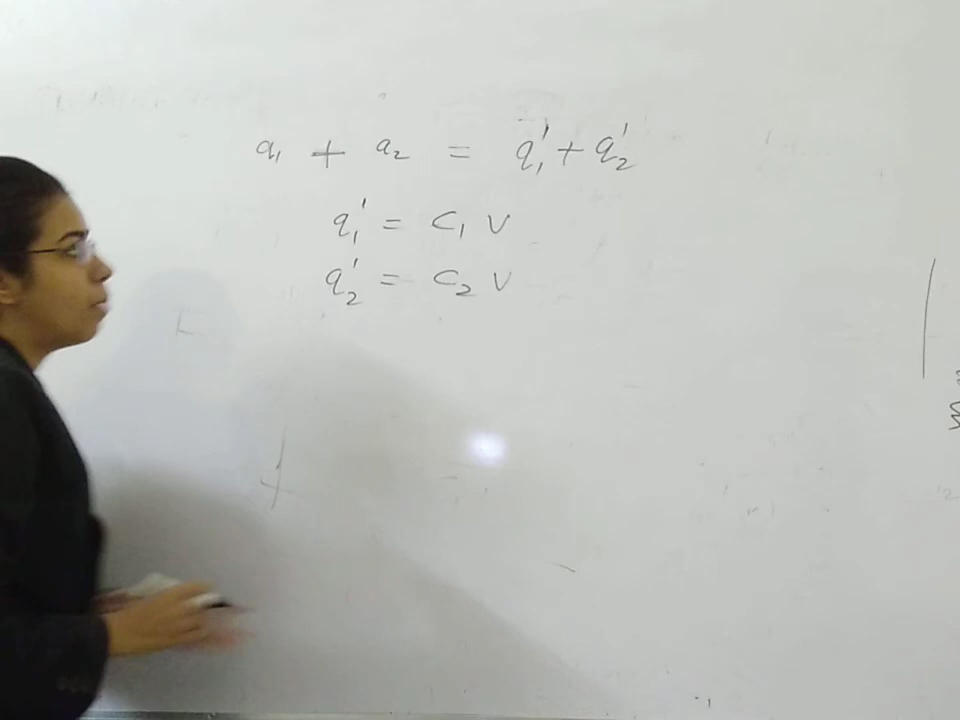 q₁ + q₂ = q₁' + q₂'
q₁' = C₁ V
q₂' = C₂ V